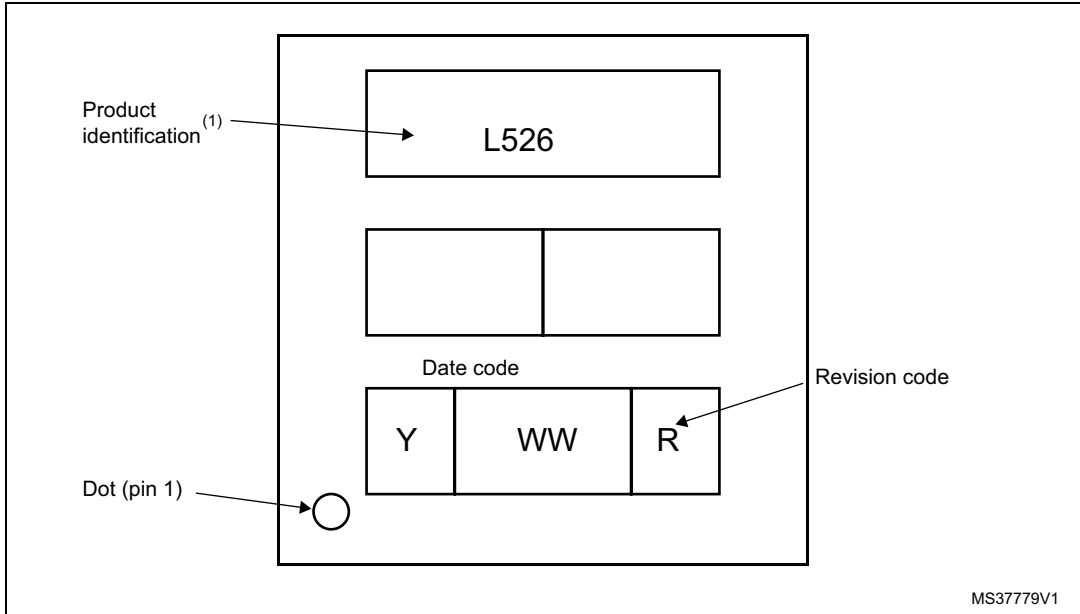 Product
identification (1)
L526
Date code
Y WW R
Revision code
Dot (pin 1)
MS37779V1